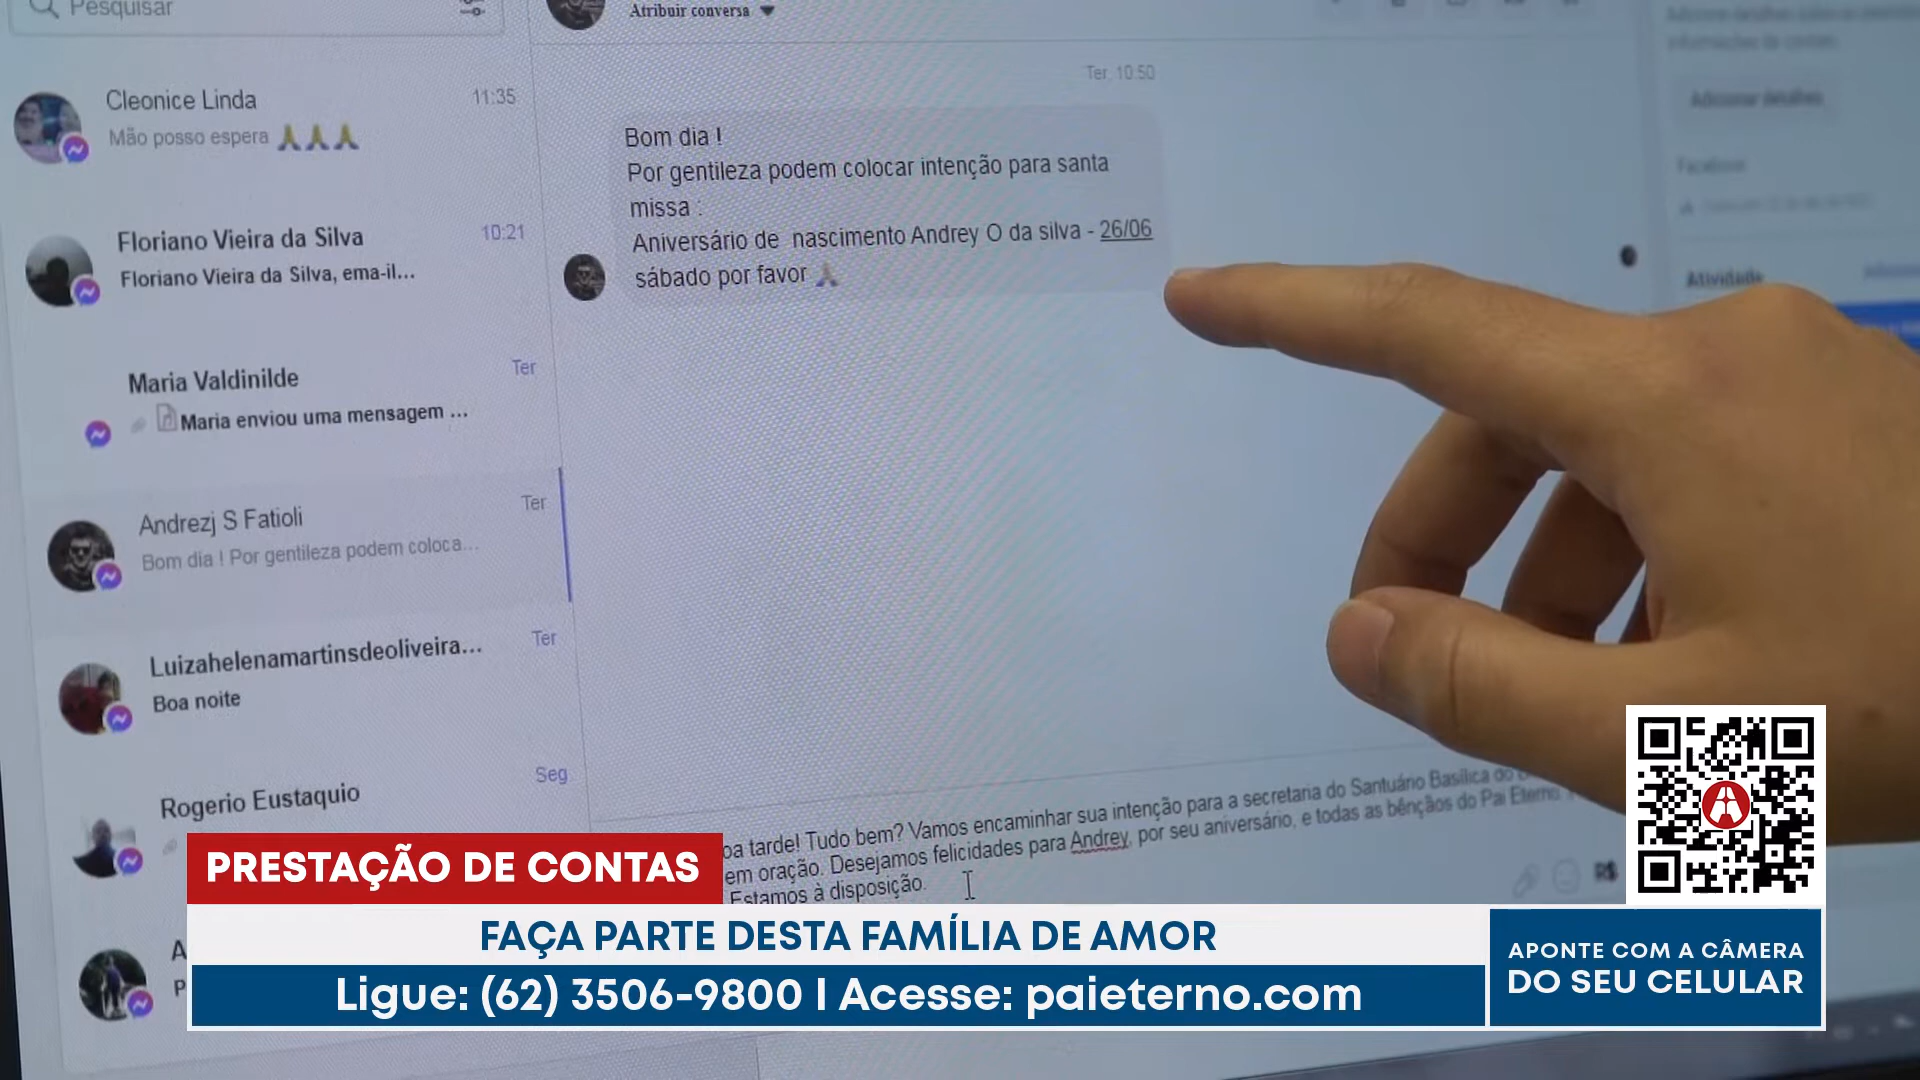 Pesquisar
Cleonice Linda
11:35
Mão posso espera 🙏🙏🙏
Floriano Vieira da Silva
10:21
Floriano Vieira da Silva, ema-il...
Maria Valdinilde
Ter
Maria enviou uma mensagem ...
Andrezj S Fatioli
Ter
Bom dia ! Por gentileza podem coloca...
Luizahelenamartinsdeoliveira...
Ter
Boa noite
Rogerio Eustaquio
Seg
Atribuir conversa
Ter 10:50
Bom dia !
Por gentileza podem colocar intenção para santa
missa :
Aniversário de nascimento Andrey O da silva - 26/06
sábado por favor 🙏
oa tarde! Tudo bem? Vamos encaminhar sua intenção para a secretaria do Santuário Basílica do
em oração. Desejamos felicidades para Andrey, por seu aniversário, e todas as bênçãos do Pai Eterno
Estamos à disposição.
Adicionar detalhes
Facebook
Atividade
PRESTAÇÃO DE CONTAS
FAÇA PARTE DESTA FAMÍLIA DE AMOR
Ligue: (62) 3506-9800 | Acesse: paieterno.com
APONTE COM A CÂMERA
DO SEU CELULAR